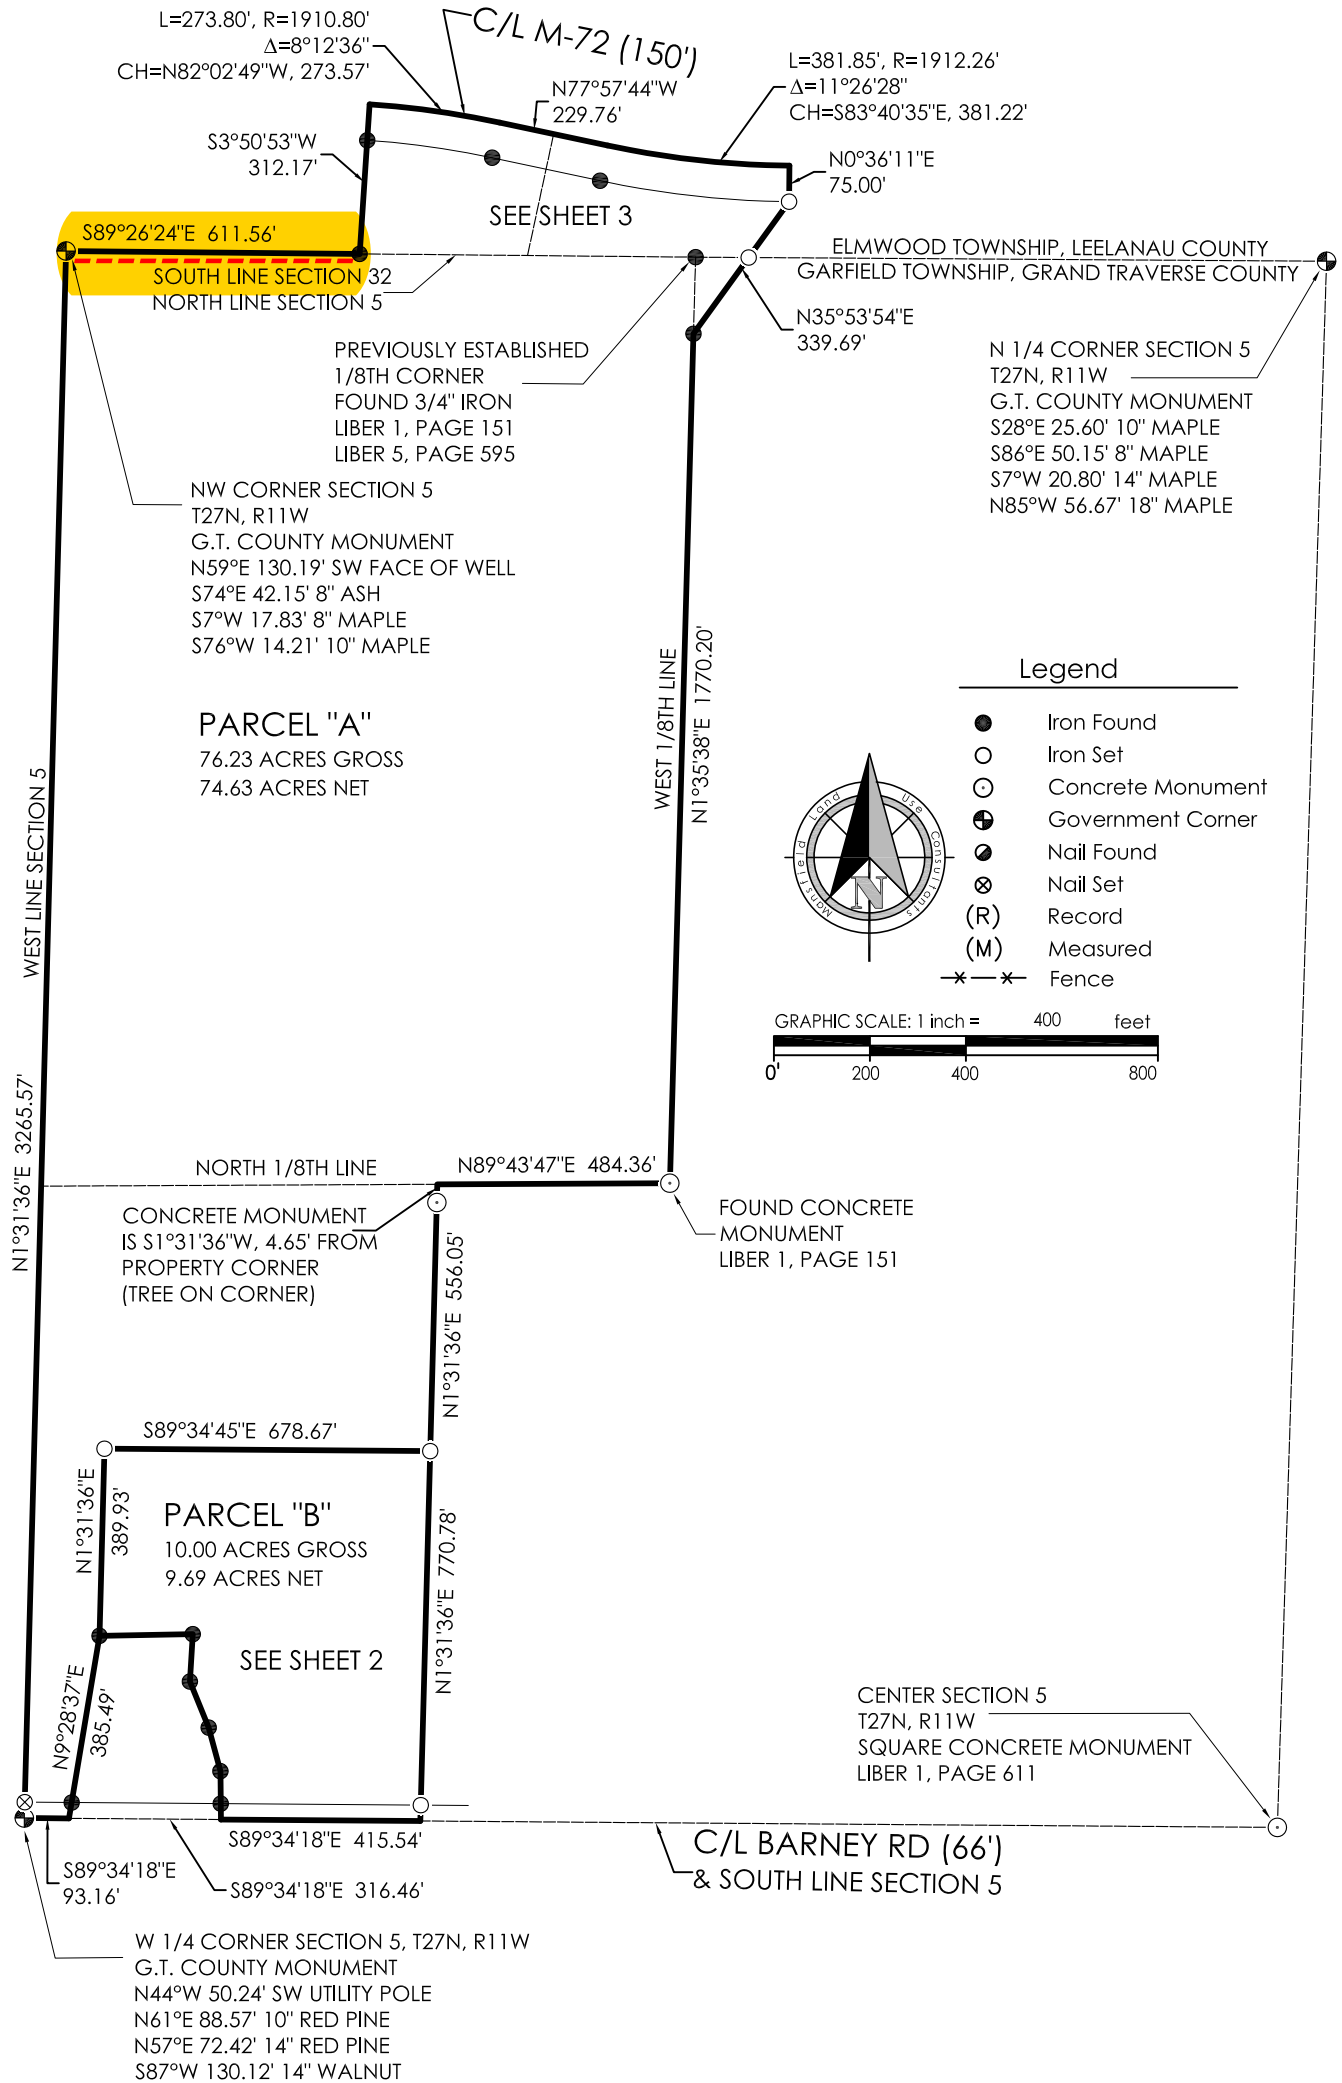 L=273.80', R=1910.80'
Δ=8°12'36"
CH=N82°02'49"W, 273.57'
C/L M-72 (150')
N77°57'44"W
229.76'
L=381.85', R=1912.26'
Δ=11°26'28"
CH=S83°40'35"E, 381.22'
S3°50'53"W
312.17'
N0°36'11"E
75.00'
SEE SHEET 3
S89°26'24"E 611.56'
SOUTH LINE SECTION 32
NORTH LINE SECTION 5
ELMWOOD TOWNSHIP, LEELANAU COUNTY
GARFIELD TOWNSHIP, GRAND TRAVERSE COUNTY
N35°53'54"E
339.69'
PREVIOUSLY ESTABLISHED
1/8TH CORNER
FOUND 3/4" IRON
LIBER 1, PAGE 151
LIBER 5, PAGE 595
N 1/4 CORNER SECTION 5
T27N, R11W
G.T. COUNTY MONUMENT
S28°E 25.60' 10" MAPLE
S86°E 50.15' 8" MAPLE
S7°W 20.80' 14" MAPLE
N85°W 56.67' 18" MAPLE
NW CORNER SECTION 5
T27N, R11W
G.T. COUNTY MONUMENT
N59°E 130.19' SW FACE OF WELL
S74°E 42.15' 8" ASH
S7°W 17.83' 8" MAPLE
S76°W 14.21' 10" MAPLE
PARCEL "A"
76.23 ACRES GROSS
74.63 ACRES NET
WEST 1/8TH LINE
N1°35'38"E 1770.20'
WEST LINE SECTION 5
N1°31'36"E 3265.57'
Legend
Iron Found
Iron Set
Concrete Monument
Government Corner
Nail Found
Nail Set
(R) Record
(M) Measured
Fence
Mansfield Land Use Consultants
N
GRAPHIC SCALE: 1 inch = 400 feet
0' 200 400 800
NORTH 1/8TH LINE
N89°43'47"E 484.36'
CONCRETE MONUMENT
IS S1°31'36"W, 4.65' FROM
PROPERTY CORNER
(TREE ON CORNER)
FOUND CONCRETE
MONUMENT
LIBER 1, PAGE 151
N1°31'36"E 556.05'
S89°34'45"E 678.67'
N1°31'36"E
389.93'
PARCEL "B"
10.00 ACRES GROSS
9.69 ACRES NET
N1°31'36"E 770.78'
SEE SHEET 2
N9°28'37"E
385.49'
CENTER SECTION 5
T27N, R11W
SQUARE CONCRETE MONUMENT
LIBER 1, PAGE 611
S89°34'18"E 415.54'
C/L BARNEY RD (66')
& SOUTH LINE SECTION 5
S89°34'18"E
93.16'
S89°34'18"E 316.46'
W 1/4 CORNER SECTION 5, T27N, R11W
G.T. COUNTY MONUMENT
N44°W 50.24' SW UTILITY POLE
N61°E 88.57' 10" RED PINE
N57°E 72.42' 14" RED PINE
S87°W 130.12' 14" WALNUT